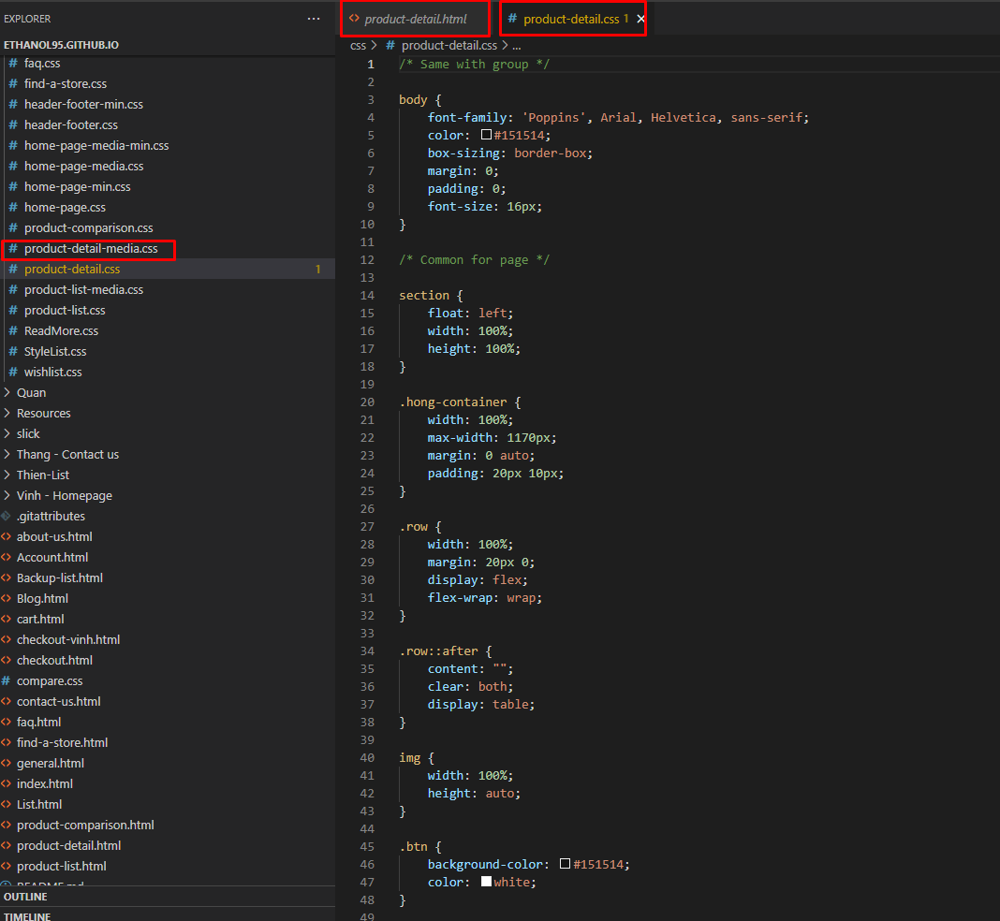 EXPLORER
ETHANOL95.GITHUB.IO
# faq.css
# find-a-store.css
# header-footer-min.css
# header-footer.css
# home-page-media-min.css
# home-page-media.css
# home-page-min.css
# home-page.css
# product-comparison.css
# product-detail-media.css
# product-detail.css 1
# product-list-media.css
# product-list.css
# ReadMore.css
# StyleList.css
# wishlist.css
> Quan
> Resources
> slick
> Thang - Contact us
> Thien-List
> Vinh - Homepage
.gitattributes
<> about-us.html
<> Account.html
<> Backup-list.html
<> Blog.html
<> cart.html
<> checkout-vinh.html
<> checkout.html
# compare.css
<> contact-us.html
<> faq.html
<> find-a-store.html
<> general.html
<> index.html
<> List.html
<> product-comparison.html
<> product-detail.html
<> product-list.html
README.md
OUTLINE
TIMELINE
<> product-detail.html
# product-detail.css 1
css > # product-detail.css > ...
1 /* Same with group */
2
3 body {
4 font-family: 'Poppins', Arial, Helvetica, sans-serif;
5 color: #151514;
6 box-sizing: border-box;
7 margin: 0;
8 padding: 0;
9 font-size: 16px;
10 }
11
12 /* Common for page */
13
14 section {
15 float: left;
16 width: 100%;
17 height: 100%;
18 }
19
20 .hong-container {
21 width: 100%;
22 max-width: 1170px;
23 margin: 0 auto;
24 padding: 20px 10px;
25 }
26
27 .row {
28 width: 100%;
29 margin: 20px 0;
30 display: flex;
31 flex-wrap: wrap;
32 }
33
34 .row::after {
35 content: "";
36 clear: both;
37 display: table;
38 }
39
40 img {
41 width: 100%;
42 height: auto;
43 }
44
45 .btn {
46 background-color: #151514;
47 color: white;
48 }
49